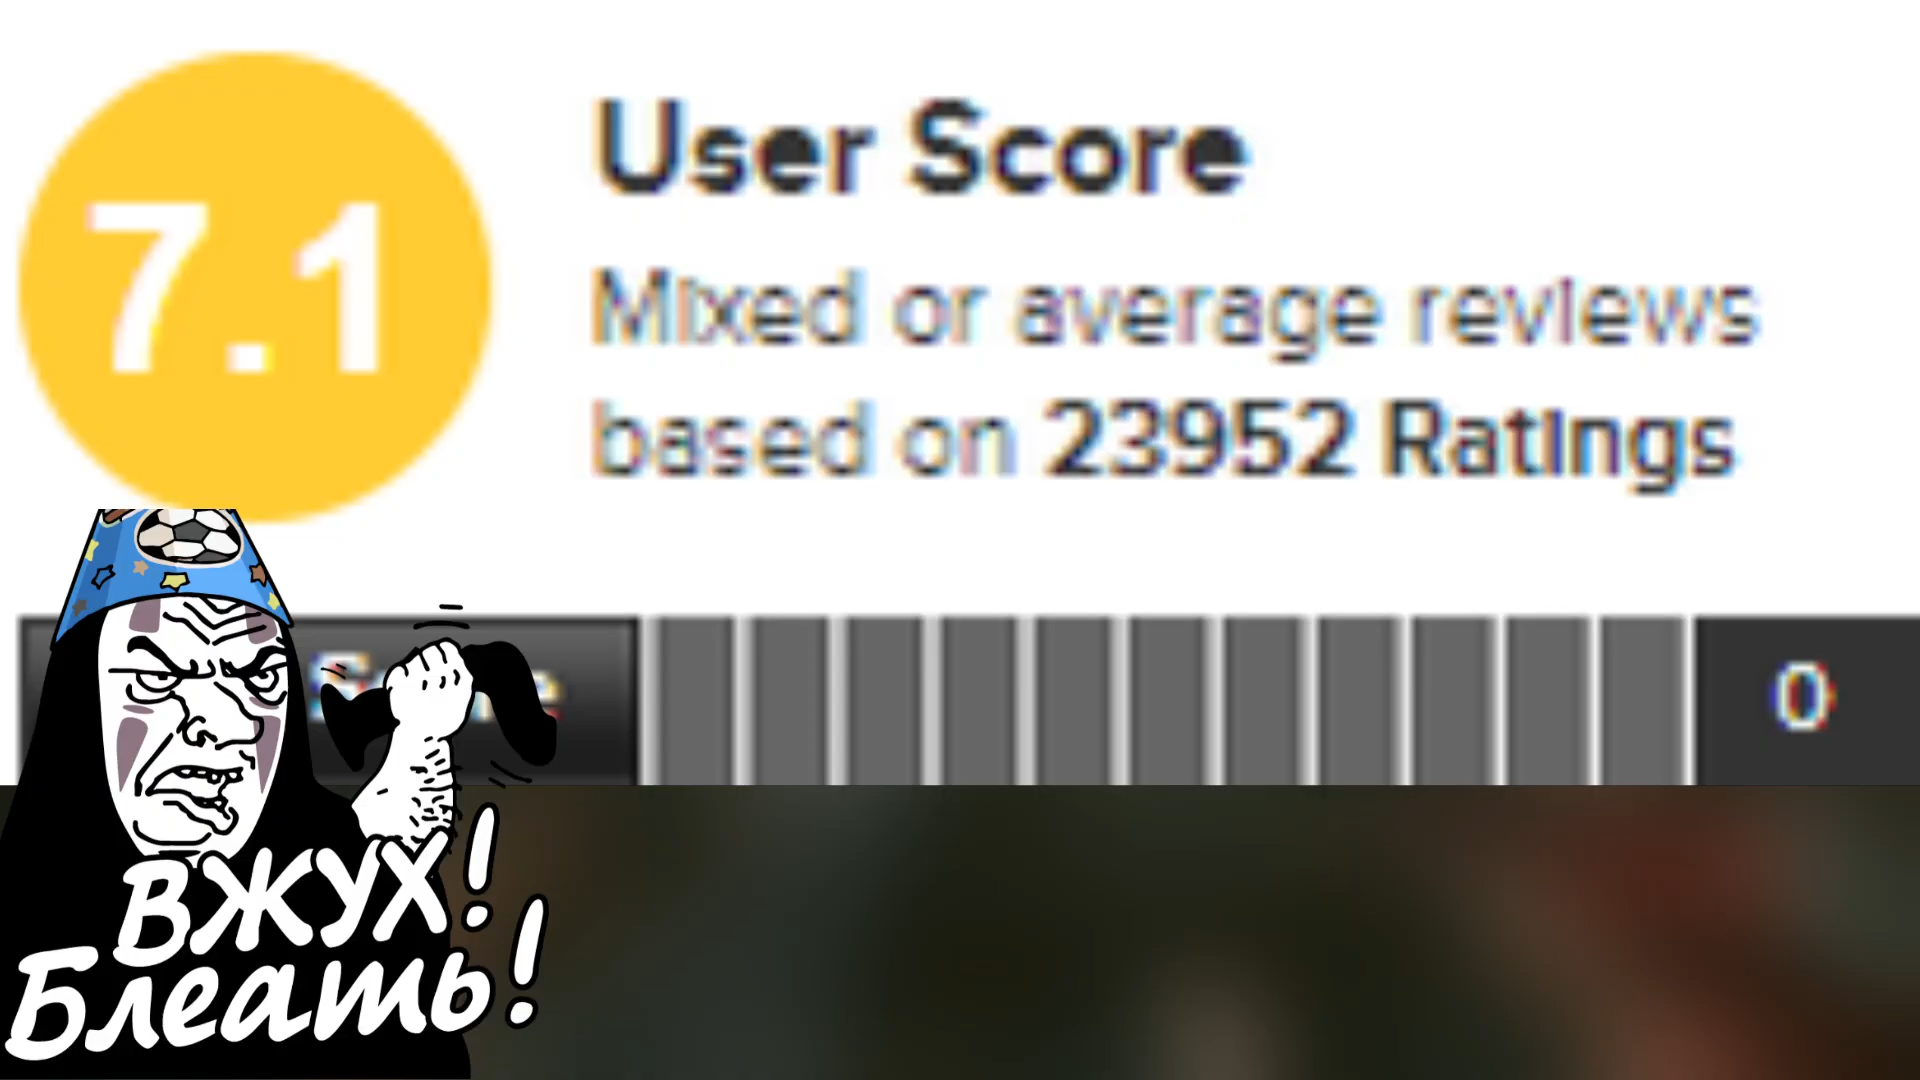 7.1
User Score
Mixed or average reviews
based on 23952 Ratings
0
ВЖУХ!
Блеать!